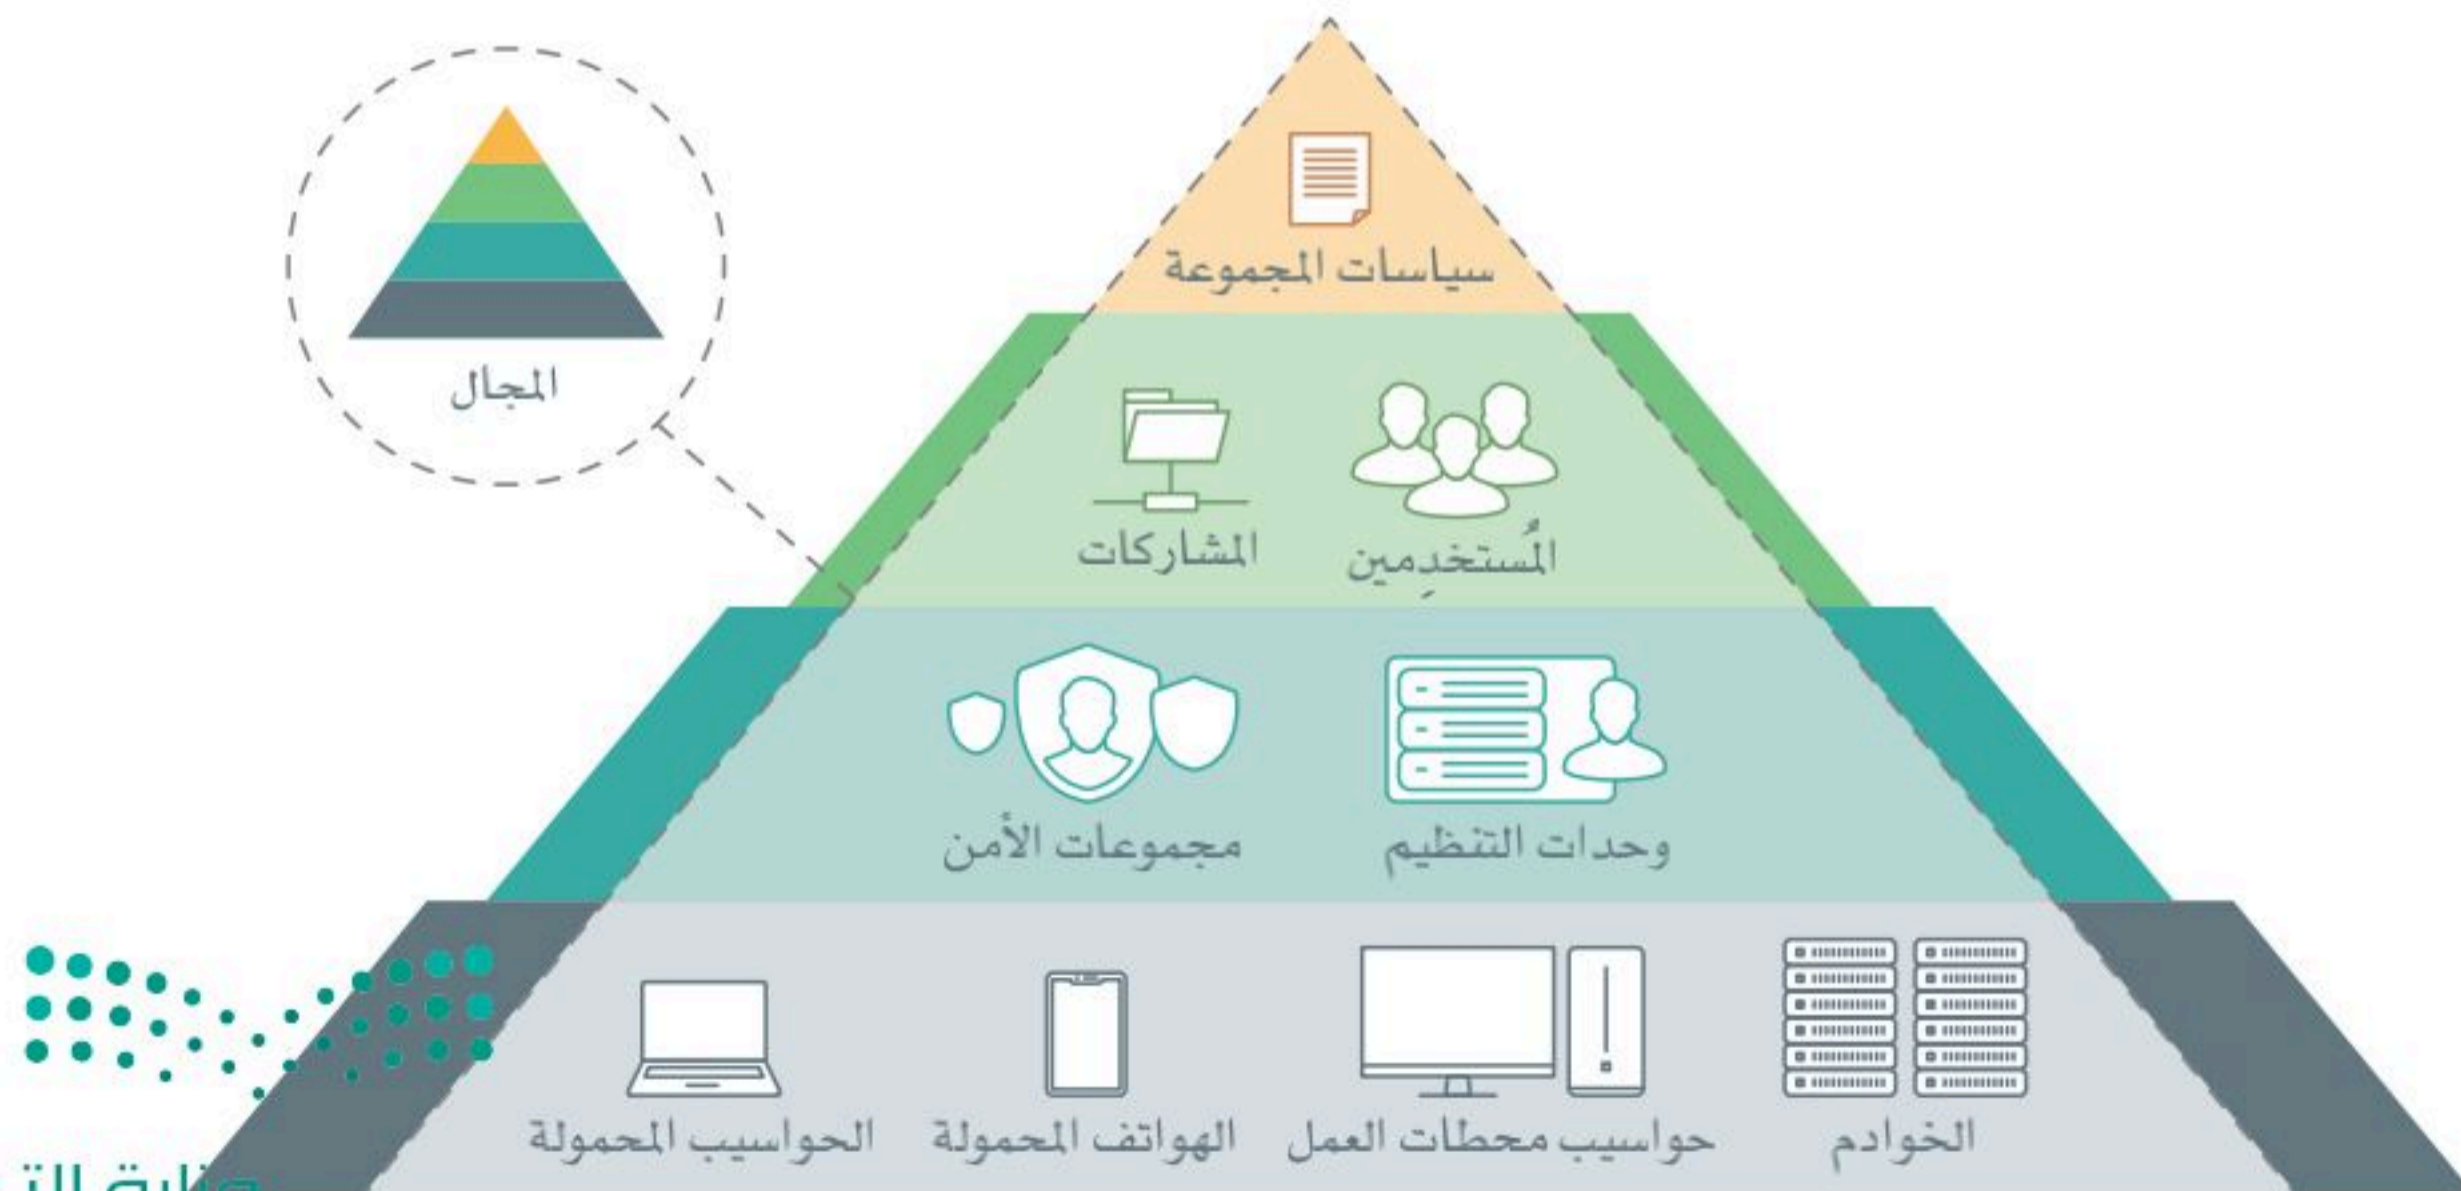 سياسات المجموعة
المجال
المُستخدِمين
المشاركات
وحدات التنظيم
مجموعات الأمن
الخوادم
حواسيب محطات العمل
الهواتف المحمولة
الحواسيب المحمولة